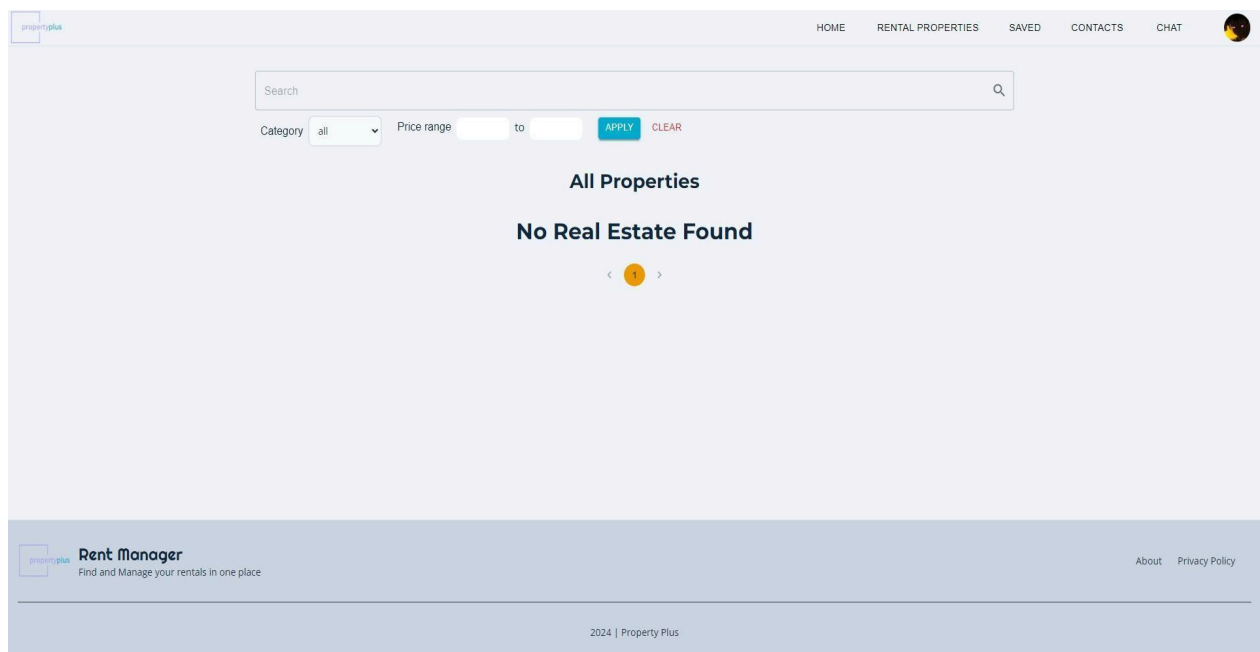 propertyplus
HOME RENTAL PROPERTIES SAVED CONTACTS CHAT
Search
Category all Price range to APPLY CLEAR
All Properties
No Real Estate Found
< 1 >
propertyplus
Rent Manager
Find and Manage your rentals in one place
About Privacy Policy
2024 | Property Plus